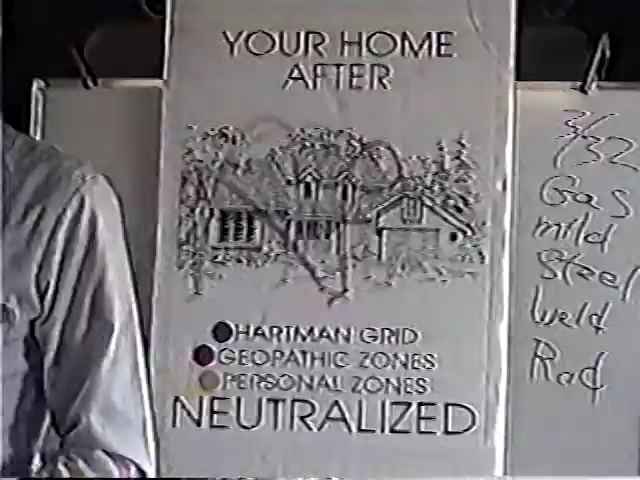 YOUR HOME
AFTER
HARTMAN GRID
GEOPATHIC ZONES
PERSONAL ZONES
NEUTRALIZED
3/32
Gas
mild
Steel
Weld
Rod